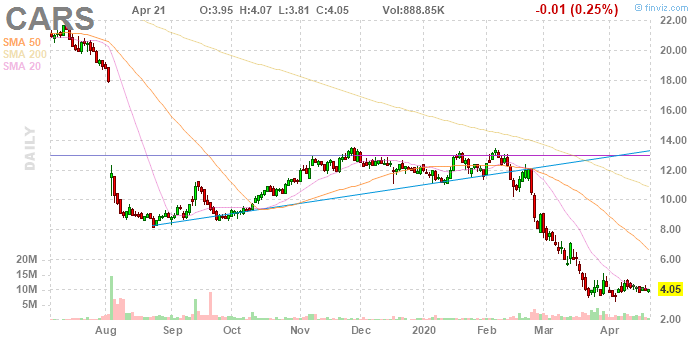 © finviz.com
CARS Apr 21 O:3.95 H:4.07 L:3.81 C:4.05 Vol:888.85K -0.01 (0.25%)
SMA 50
SMA 200
SMA 20
DAILY
22.00
20.00
18.00
16.00
14.00
12.00
10.00
8.00
6.00
4.05
2.00
20M
15M
10M
5M
Aug Sep Oct Nov Dec 2020 Feb Mar Apr